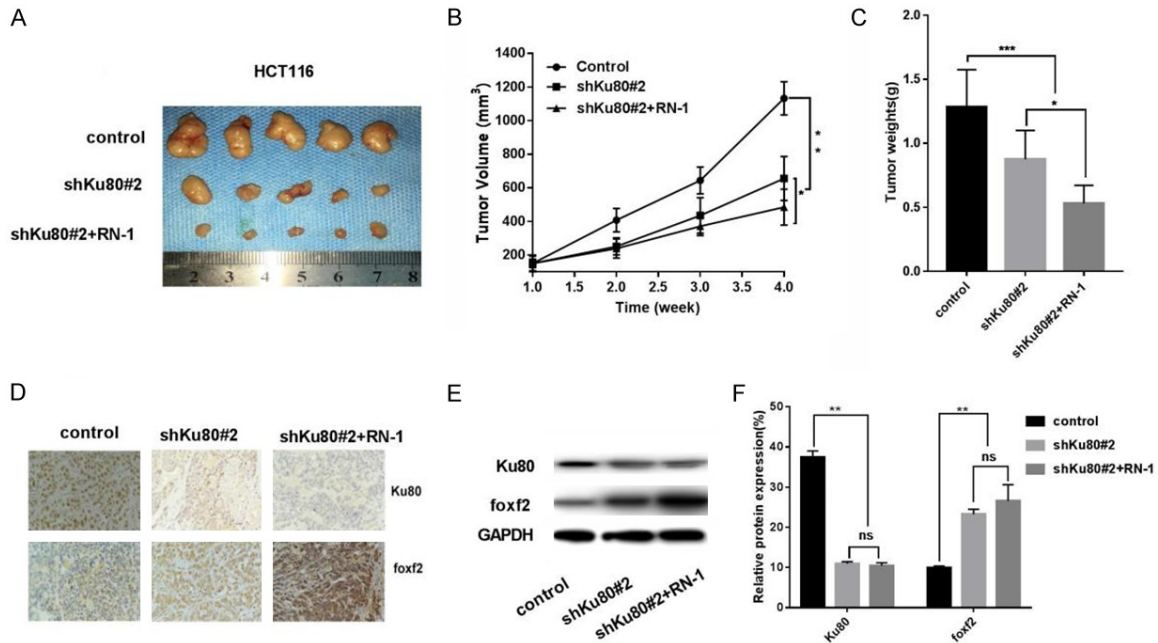 A
HCT116
control
shKu80#2
shKu80#2+RN-1
2 3 4 5 6 7 8
B
Tumor Volume (mm3)
1400
1200
1000
800
600
400
200
1.0 1.5 2.0 2.5 3.0 3.5 4.0
Time (week)
Control
shKu80#2
shKu80#2+RN-1
**
*
C
Tumor weights(g)
2.0
1.5
1.0
0.5
0.0
***
*
control
shKu80#2
shKu80#2+RN-1
D
control shKu80#2 shKu80#2+RN-1
Ku80
foxf2
E
Ku80
foxf2
GAPDH
control
shKu80#2
shKu80#2+RN-1
F
Relative protein expression(%)
50
40
30
20
10
0
** **
ns ns
Ku80 foxf2
control
shKu80#2
shKu80#2+RN-1